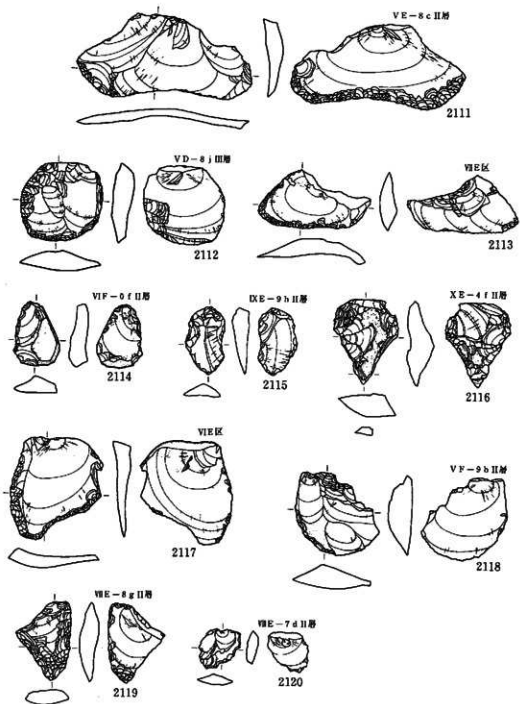 VE-8cII層
2111
VD-8jIII層
2112
VIIE区
2113
VIF-0fII層
2114
IXE-9hII層
2115
XE-4fII層
2116
VIE区
2117
VF-9bII層
2118
VIIIE-8gII層
2119
VIIIE-7dII層
2120